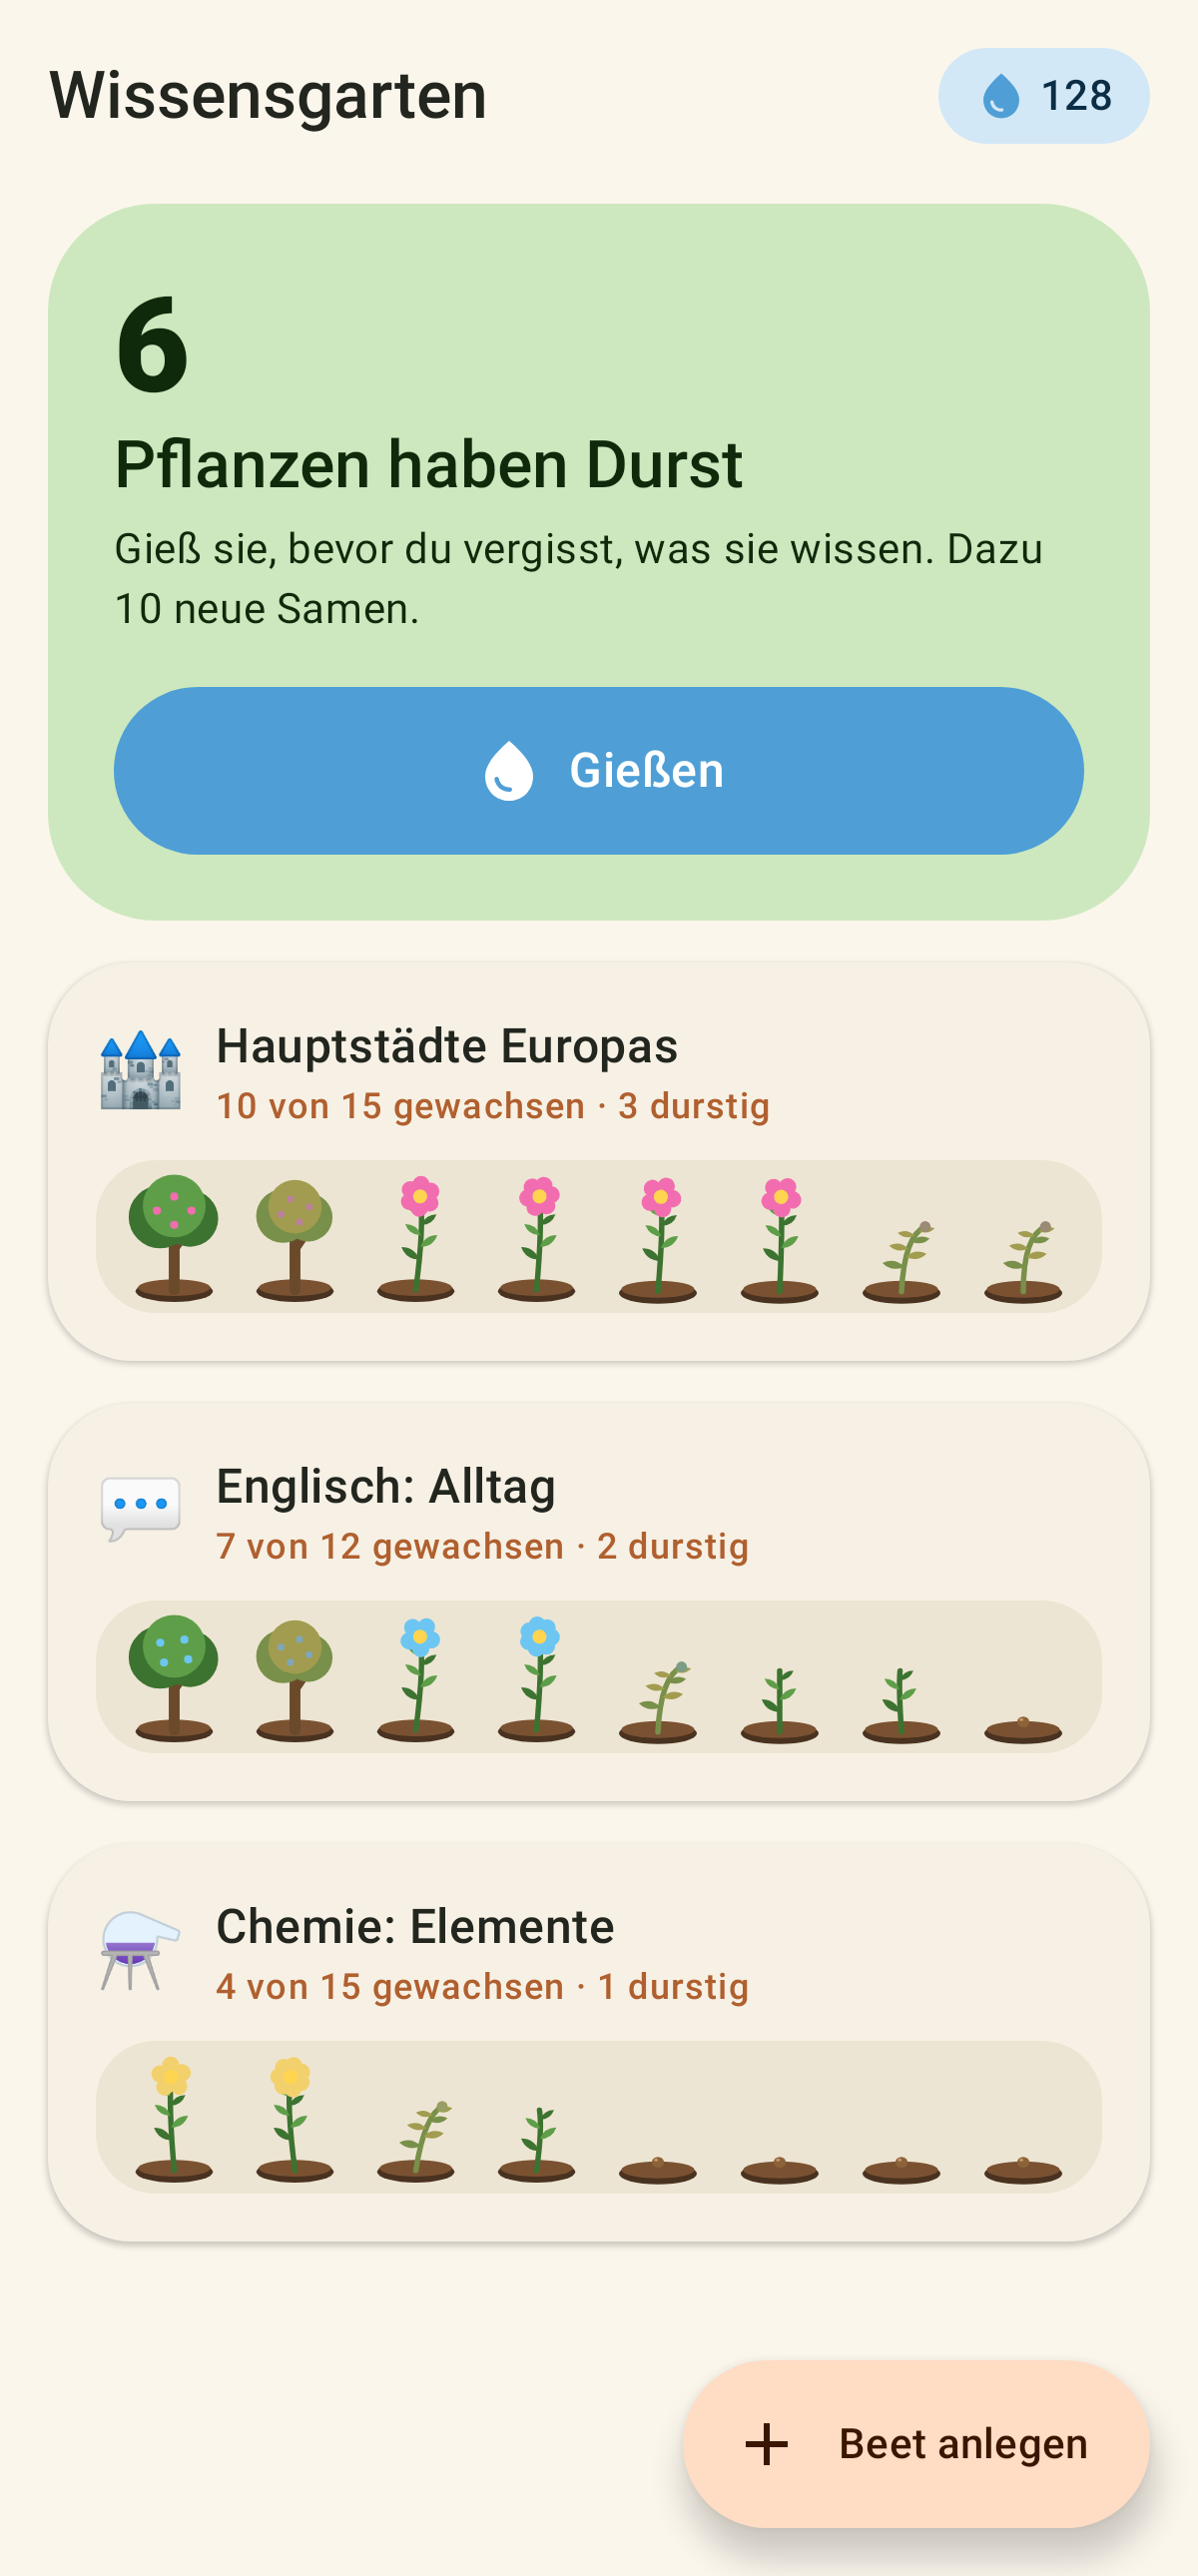 Wissensgarten
128
6
Pflanzen haben Durst
Gieß sie, bevor du vergisst, was sie wissen. Dazu
10 neue Samen.
Gießen
Hauptstädte Europas
10 von 15 gewachsen · 3 durstig
Englisch: Alltag
7 von 12 gewachsen · 2 durstig
Chemie: Elemente
4 von 15 gewachsen · 1 durstig
Beet anlegen